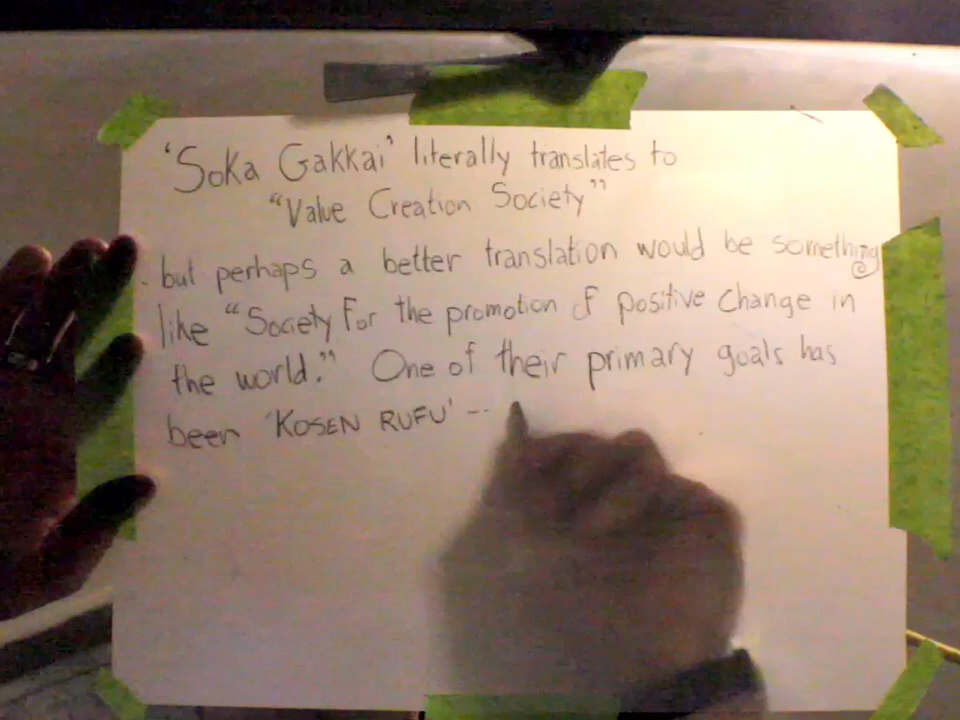 'Soka Gakkai' literally translates to
"Value Creation Society"
but perhaps a better translation would be something
like "Society for the promotion of positive change in
the world." One of their primary goals has
been 'KOSEN RUFU' --